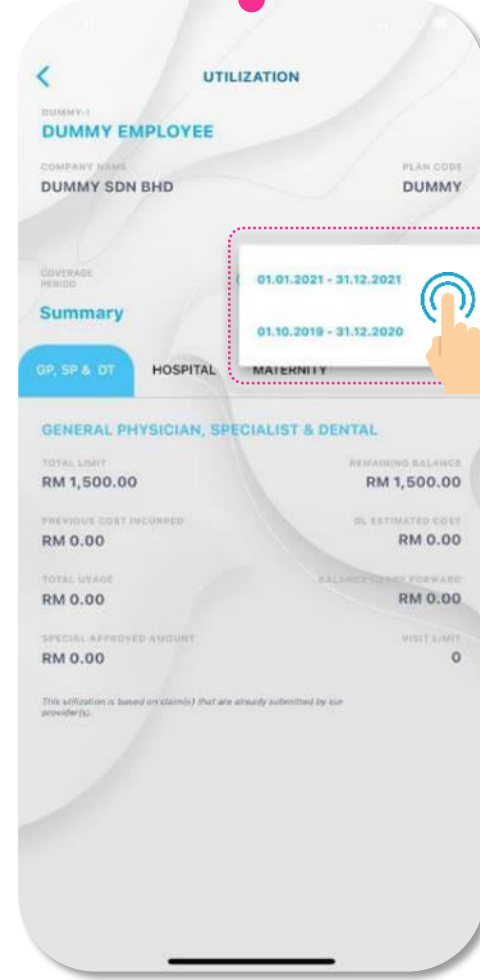 UTILIZATION
DUMMY-I
DUMMY EMPLOYEE
COMPANY NAME PLAN CODE
DUMMY SDN BHD DUMMY
COVERAGE
PERIOD
01.01.2021 - 31.12.2021
Summary
01.10.2019 - 31.12.2020
GP, SP & DT HOSPITAL MATERNITY
GENERAL PHYSICIAN, SPECIALIST & DENTAL
TOTAL LIMIT REMAINING BALANCE
RM 1,500.00 RM 1,500.00
PREVIOUS COST INCURRED GL ESTIMATED COST
RM 0.00 RM 0.00
TOTAL USAGE BALANCE CARRY FORWARD
RM 0.00 RM 0.00
SPECIAL APPROVED AMOUNT VISIT LIMIT
RM 0.00 0
This utilization is based on claim(s) that are already submitted by our
provider(s).